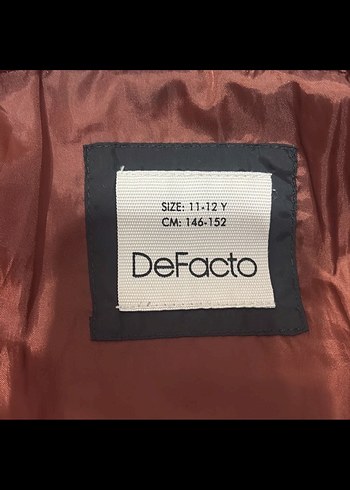 SIZE: 11-12 Y
CM: 146-152
DeFacto